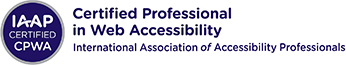 IAAP
CERTIFIED
CPWA
Certified Professional
in Web Accessibility
International Association of Accessibility Professionals